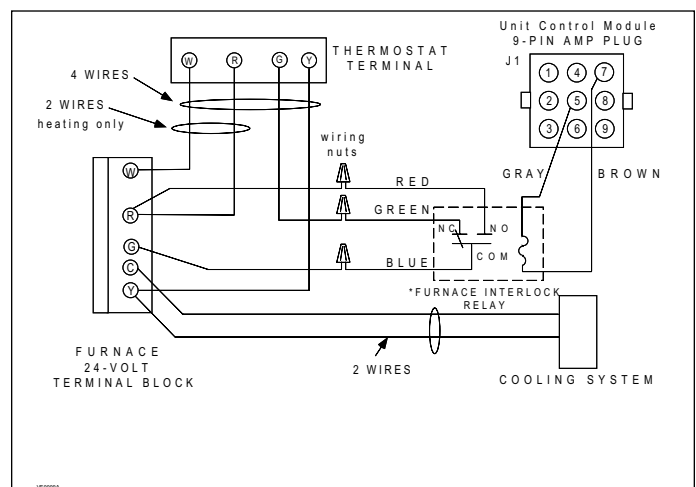 Unit Control Module
9-PIN AMP PLUG
J1
1 4 7
2 5 8
3 6 9
THERMOSTAT
TERMINAL
W R G Y
4 WIRES
2 WIRES
heating only
wiring
nuts
W
R
G
C
Y
RED
GREEN
BLUE
GRAY
BROWN
NC
NO
COM
*FURNACE INTERLOCK
RELAY
FURNACE
24-VOLT
TERMINAL BLOCK
2 WIRES
COOLING SYSTEM